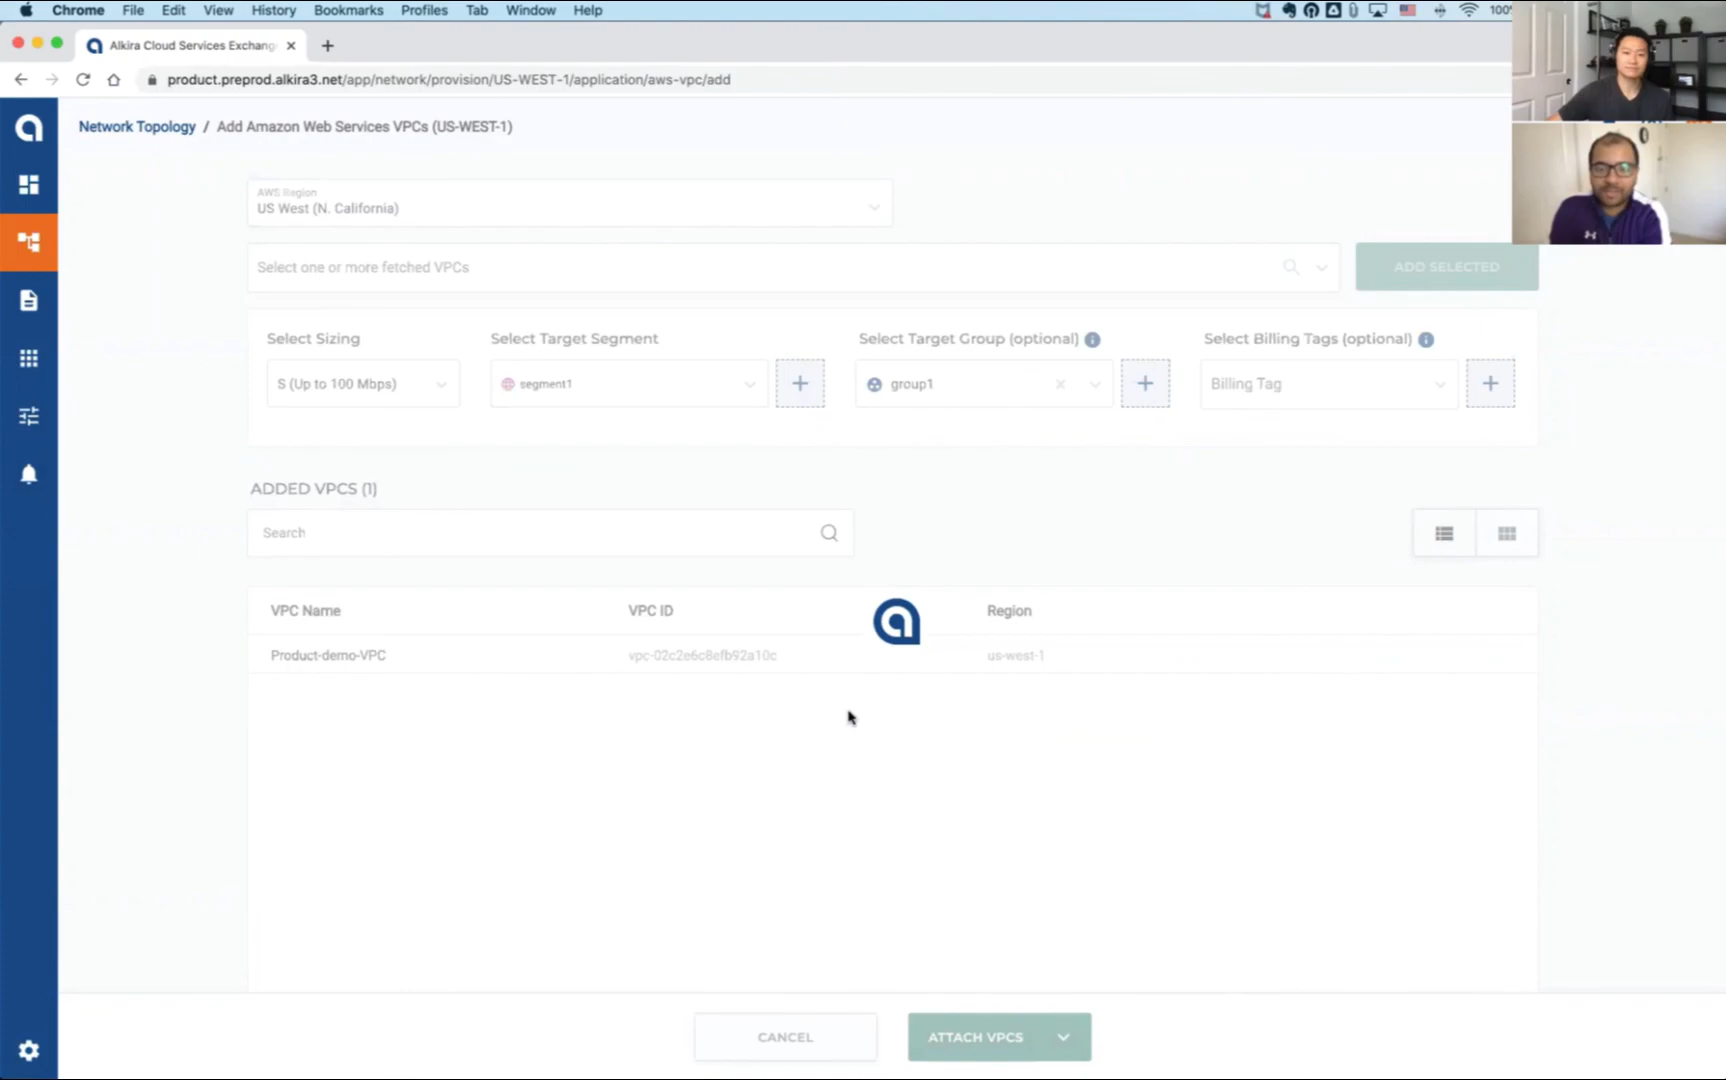 Chrome File Edit View History Bookmarks Profiles Tab Window Help
Alkira Cloud Services Exchang
product.preprod.alkira3.net/app/network/provision/US-WEST-1/application/aws-vpc/add
Network Topology / Add Amazon Web Services VPCs (US-WEST-1)
AWS Region
US West (N. California)
Select one or more fetched VPCs
ADD SELECTED
Select Sizing Select Target Segment Select Target Group (optional) Select Billing Tags (optional)
S (Up to 100 Mbps) segment1 group1 Billing Tag
ADDED VPCS (1)
Search
VPC Name VPC ID Region
Product-demo-VPC vpc-02c2e6c8efb92a10c us-west-1
CANCEL ATTACH VPCS